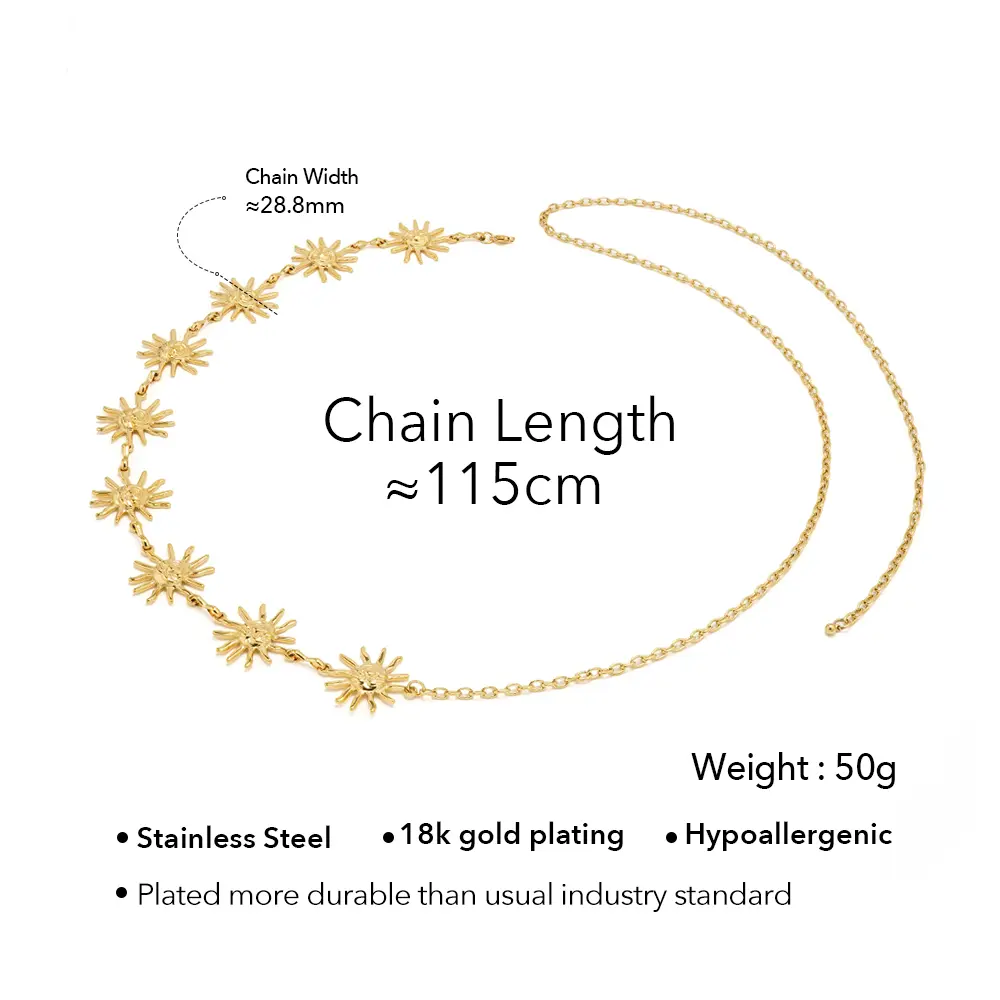 Chain Width
≈28.8mm
Chain Length
≈115cm
Weight : 50g
• Stainless Steel •18k gold plating •Hypoallergenic
• Plated more durable than usual industry standard